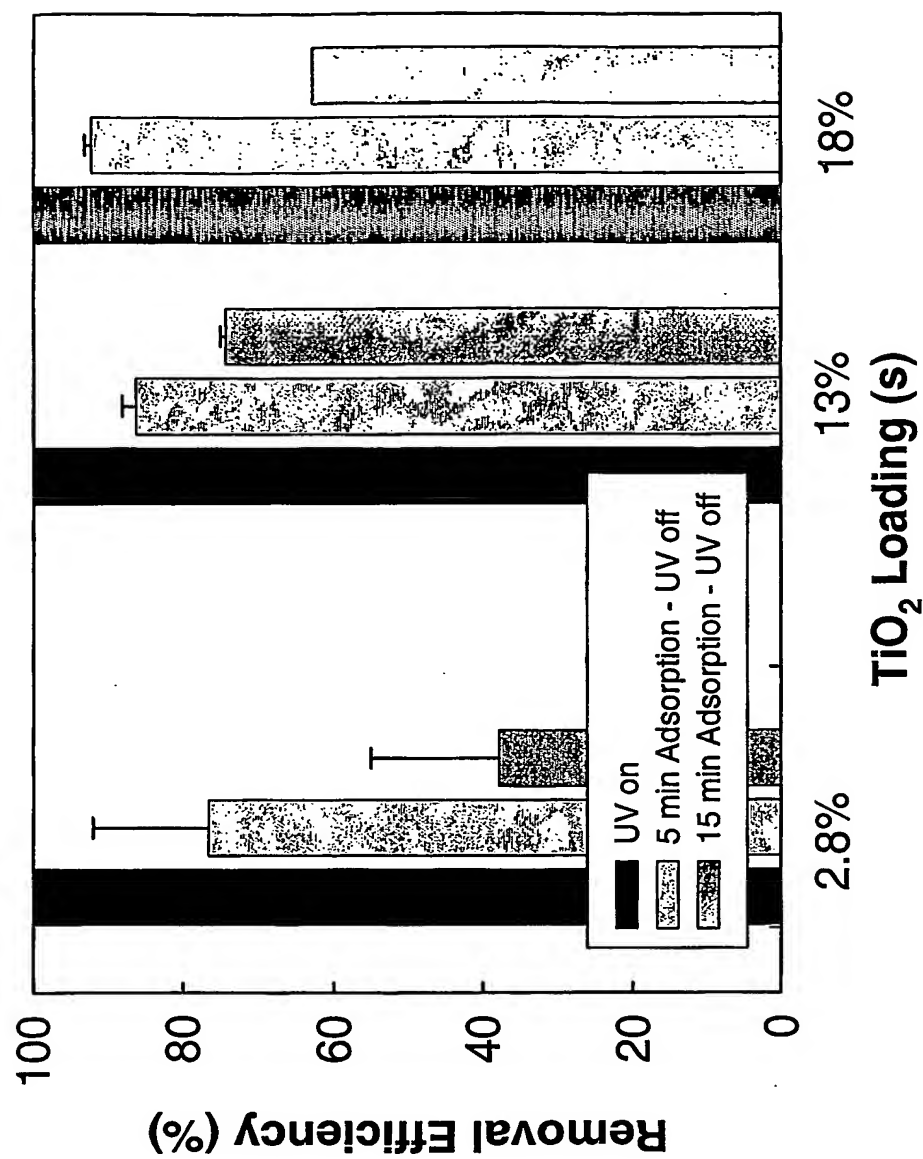 Removal Efficiency (%)
100
80
60
40
20
0
UV on
5 min Adsorption - UV off
15 min Adsorption - UV off
2.8%
13%
18%
TiO₂ Loading (s)